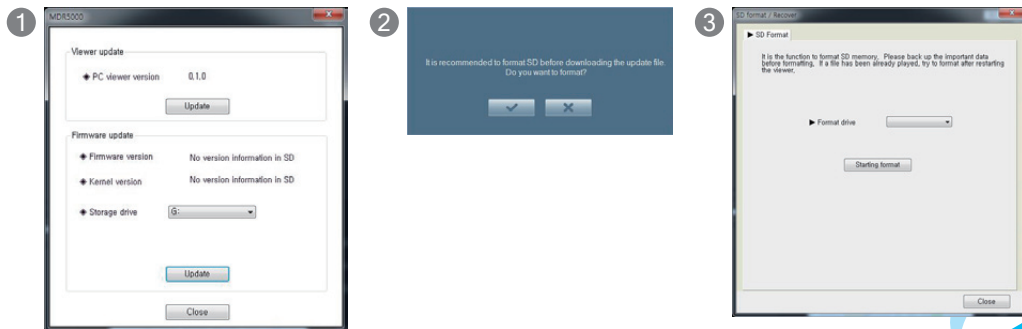 1
MDR5000
Viewer update
PC viewer version 0.1.0
Update
Firmware update
Firmware version No version information in SD
Kernel version No version information in SD
Storage drive G:
Update
Close
2
It is recommended to format SD before downloading the update file.
Do you want to format?
3
SD format / Recover
SD Format
It is the function to format SD memory, Please back up the important data
before formatting, If a file has been already played, try to format after restarting
the viewer,
Format drive
Starting format
Close